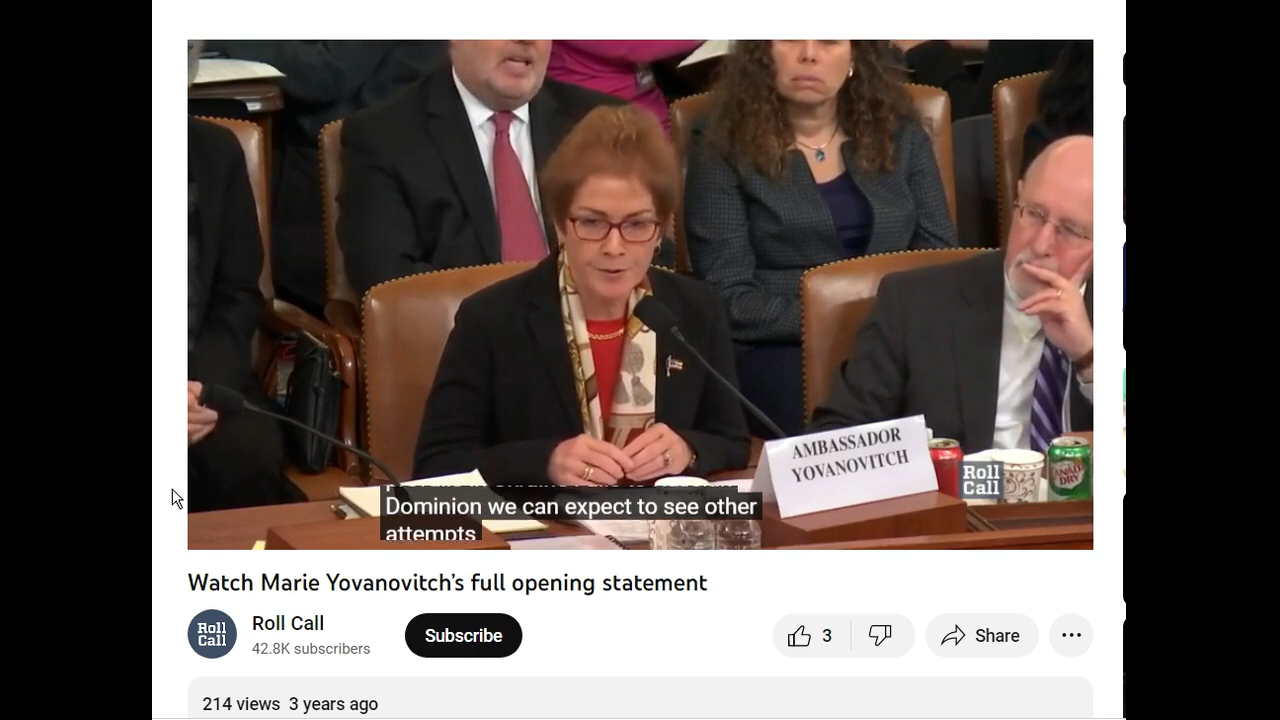 AMBASSADOR
YOVANOVITCH
Roll
Call
CANADA
DRY
Dominion we can expect to see other
attempts
Watch Marie Yovanovitch's full opening statement
Roll
Call
Roll Call
42.8K subscribers
Subscribe
3
Share
214 views 3 years ago